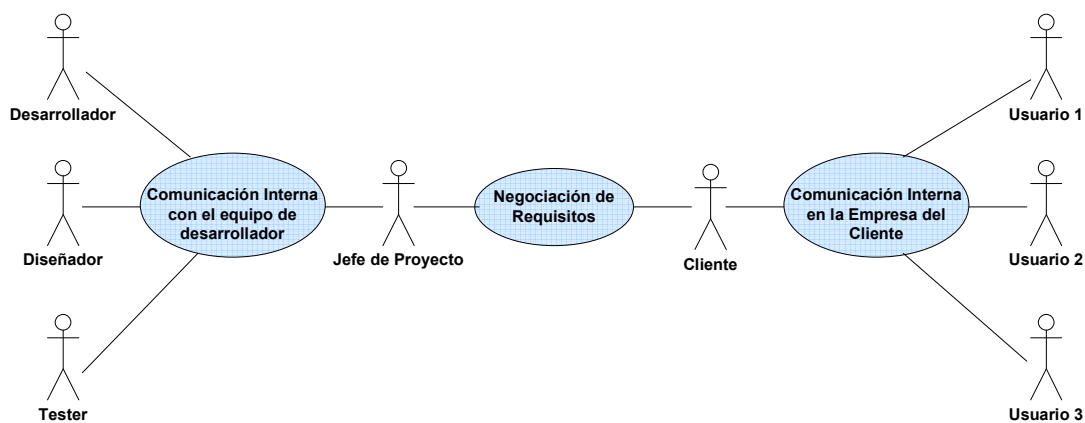 Desarrollador
Usuario 1
Comunicación Interna
con el equipo de
desarrollador
Negociación de
Requisitos
Comunicación Interna
en la Empresa del
Cliente
Diseñador
Jefe de Proyecto
Cliente
Usuario 2
Tester
Usuario 3